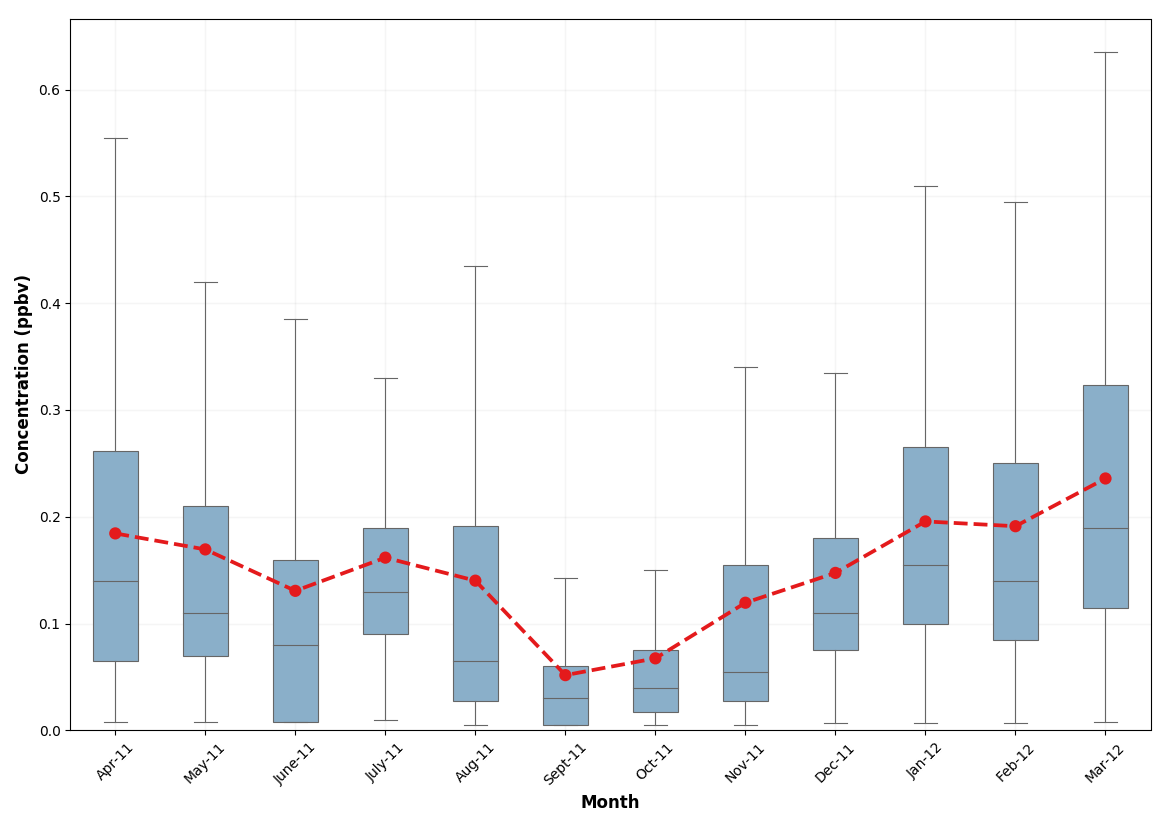 Concentration (ppbv)
0.6
0.5
0.4
0.3
0.2
0.1
0.0
Apr-11
May-11
June-11
July-11
Aug-11
Sept-11
Oct-11
Nov-11
Dec-11
Jan-12
Feb-12
Mar-12
Month